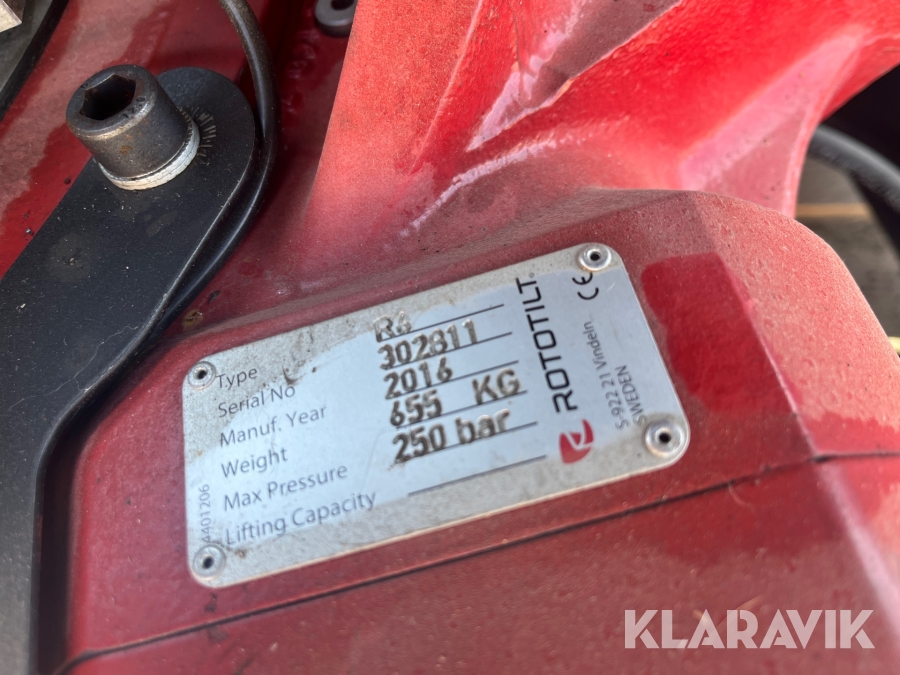 Type R8
Serial No 302811
Manuf. Year 2016
Weight 655 KG
Max Pressure 250 bar
Lifting Capacity
4401206
ROTOTILT®
CE
S-922 21 Vindeln
SWEDEN
KLARAVIK